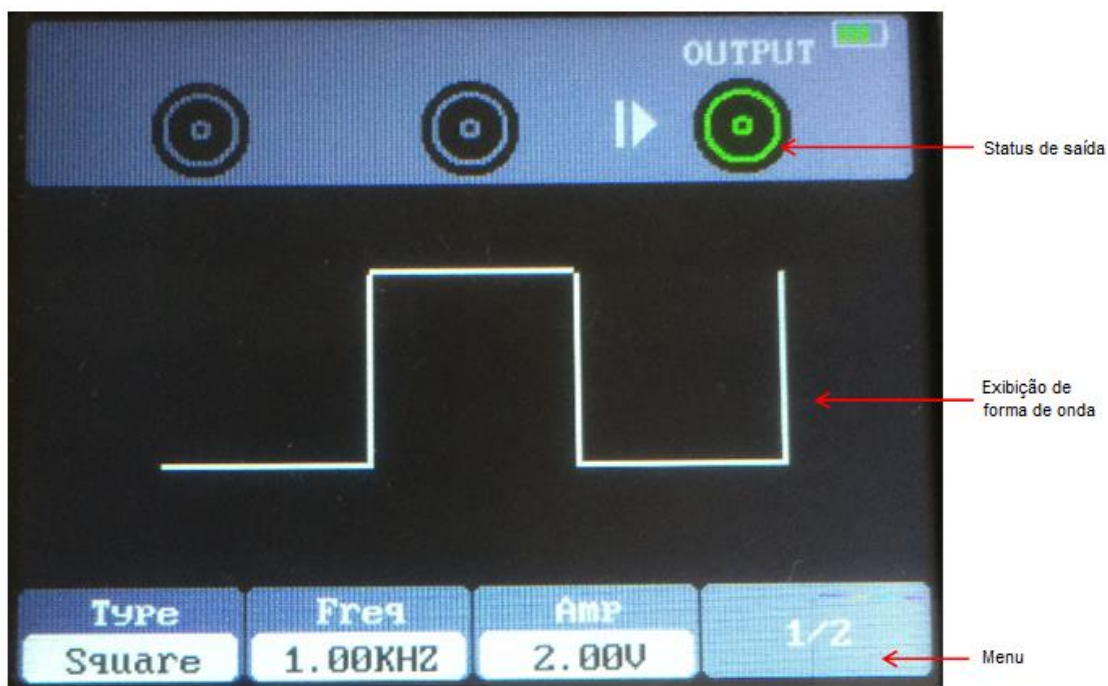 OUTPUT
Status de saída
Exibição de
forma de onda
Type
Freq
Amp
1/2
Square
1.00KHZ
2.00V
Menu